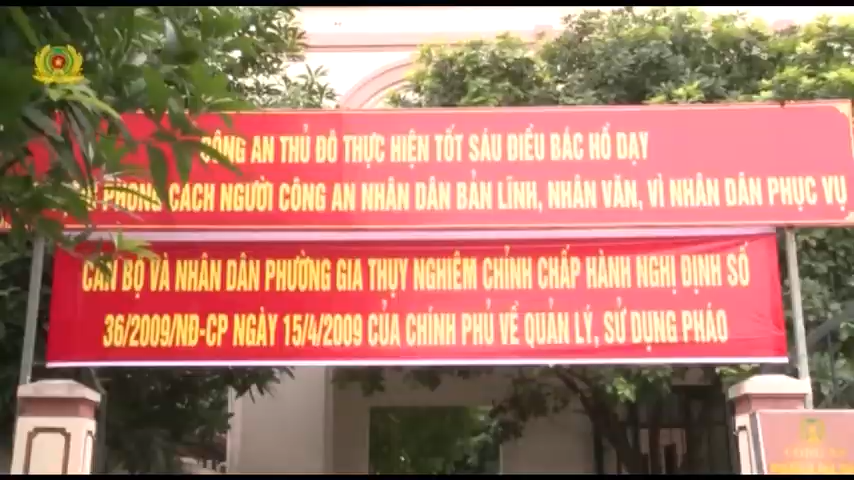 CÔNG AN THỦ ĐÔ THỰC HIỆN TỐT SÁU ĐIỀU BÁC HỒ DẠY
PHONG CÁCH NGƯỜI CÔNG AN NHÂN DÂN BẢN LĨNH, NHÂN VĂN, VÌ NHÂN DÂN PHỤC VỤ
CÁN BỘ VÀ NHÂN DÂN PHƯỜNG GIA THỤY NGHIÊM CHỈNH CHẤP HÀNH NGHỊ ĐỊNH SỐ
36/2009/NĐ-CP NGÀY 15/4/2009 CỦA CHÍNH PHỦ VỀ QUẢN LÝ, SỬ DỤNG PHÁO